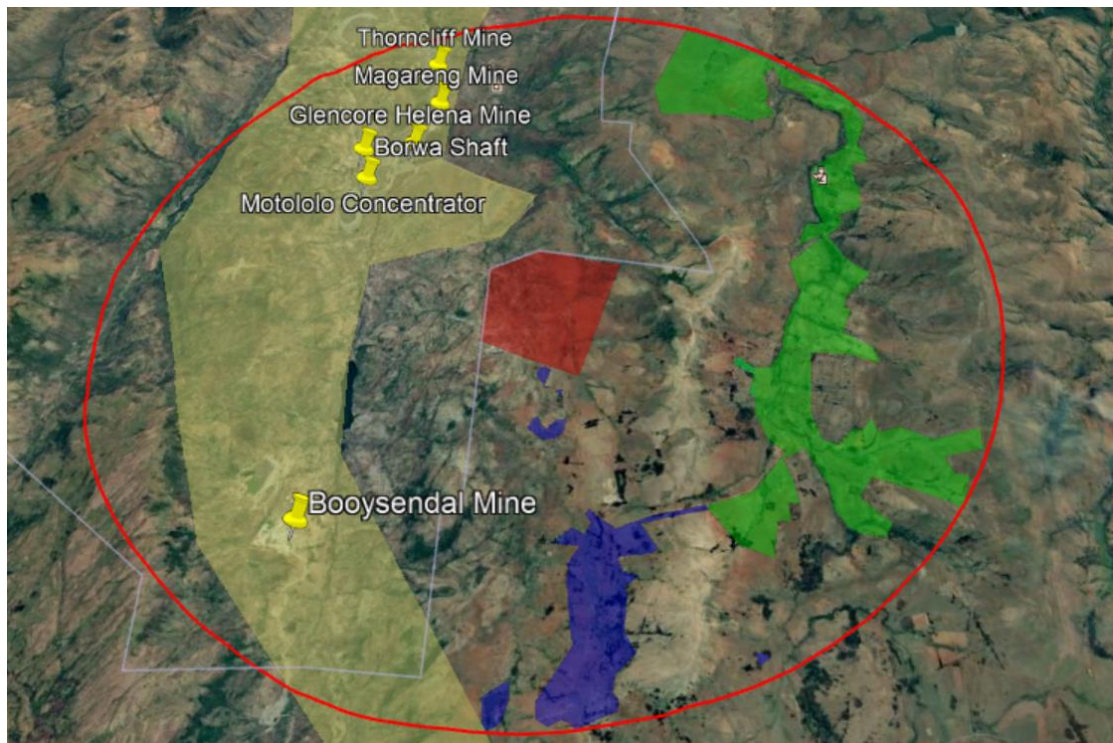 Thorncliff Mine
Magareng Mine
Glencore Helena Mine
Borwa Shaft
Motololo Concentrator
Booysendal Mine